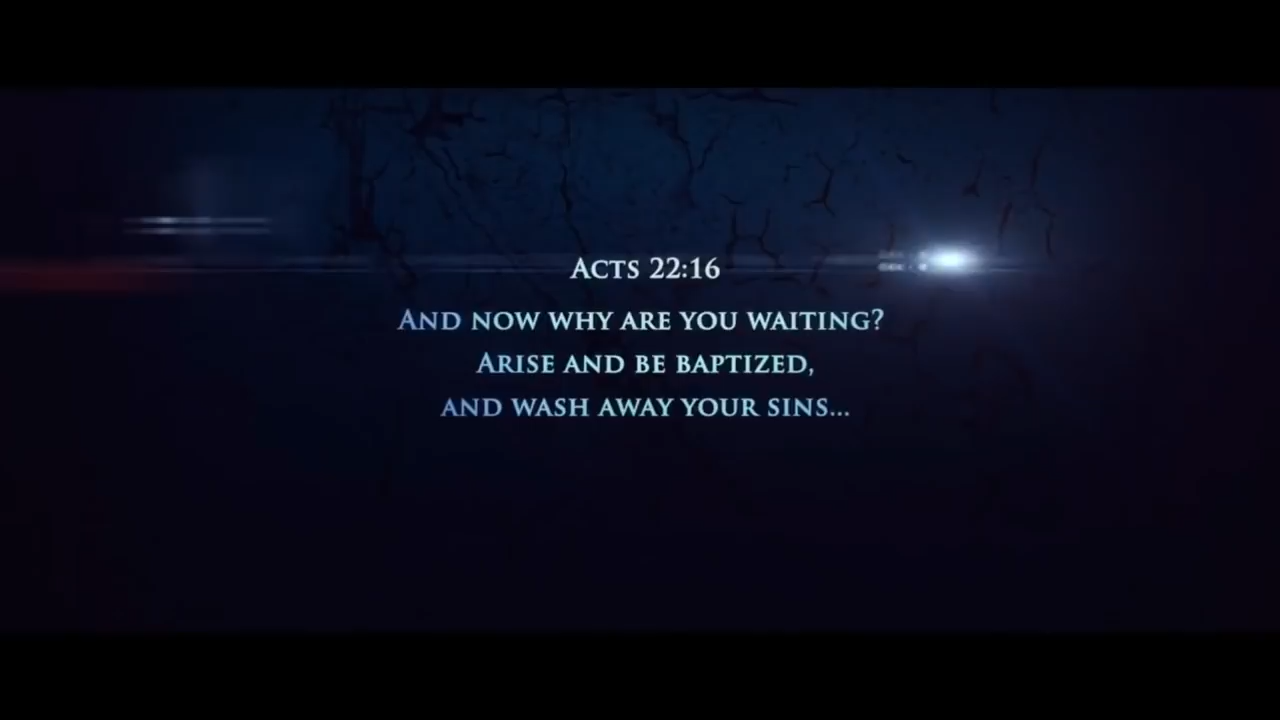 Acts 22:16
And now why are you waiting?
Arise and be baptized,
and wash away your sins...